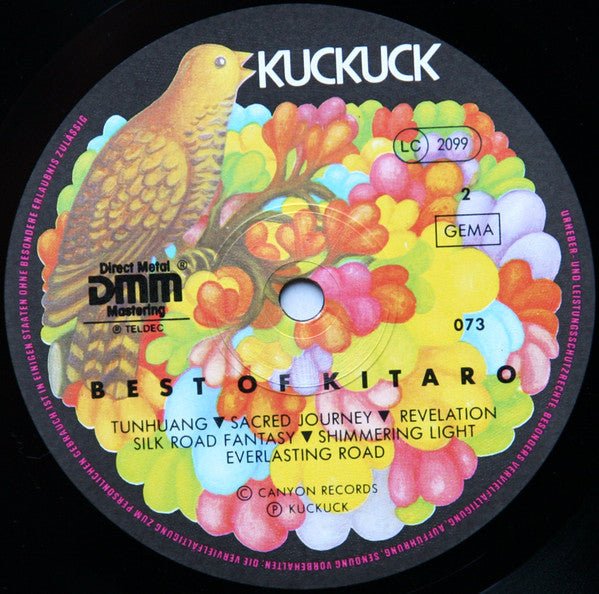 KUCKUCK
LC 2099
2
GEMA
Direct Metal ®
DMM
Mastering
℗ TELDEC
073
BEST OF KITARO
TUNHUANG ▼ SACRED JOURNEY ▼ REVELATION
SILK ROAD FANTASY ▼ SHIMMERING LIGHT
EVERLASTING ROAD
© CANYON RECORDS
℗ KUCKUCK
URHEBER- UND LEISTUNGSSCHUTZRECHTE, BESONDERS VERVIELFÄLTIGUNG, AUFFÜHRUNG, SENDUNG VORBEHALTEN. DIE VERVIELFÄLTIGUNG ZUM PERSÖNLICHEN GEBRAUCH IST IN EINIGEN STAATEN OHNE BESONDERE ERLAUBNIS ZULÄSSIG